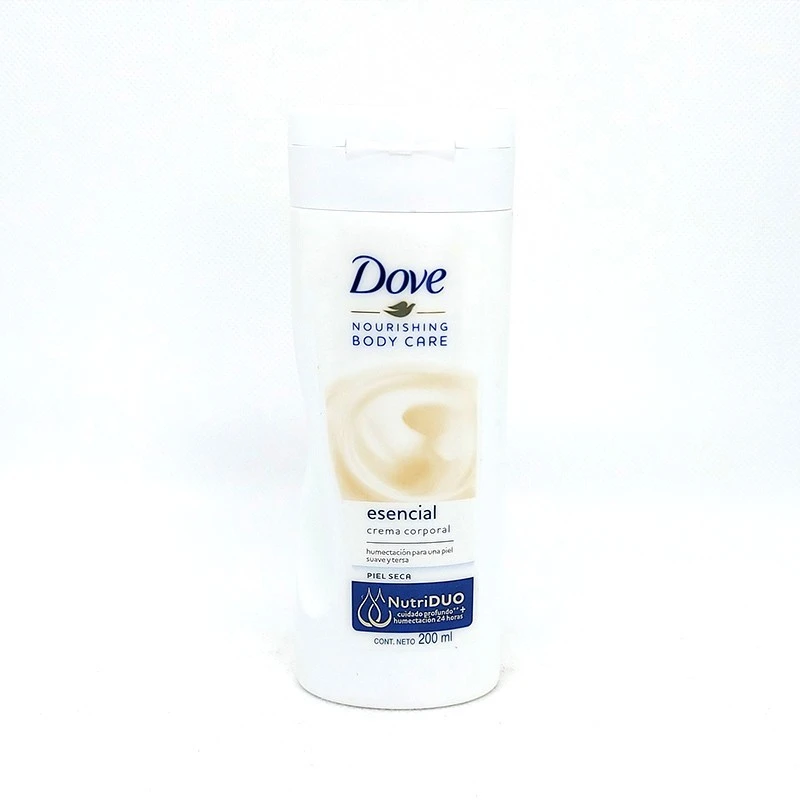 Dove
NOURISHING
BODY CARE
esencial
crema corporal
humectación para una piel
suave y tersa
PIEL SECA
NutriDUO
cuidado profundo** +
humectación 24 horas
CONT. NETO 200 ml